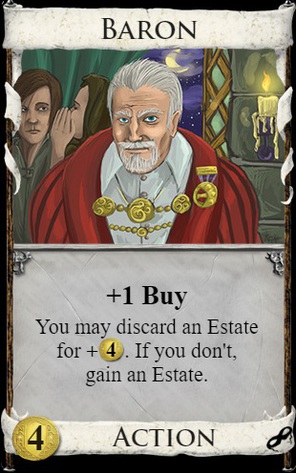 BARON
+1 Buy
You may discard an Estate
for +4. If you don't,
gain an Estate.
4 ACTION